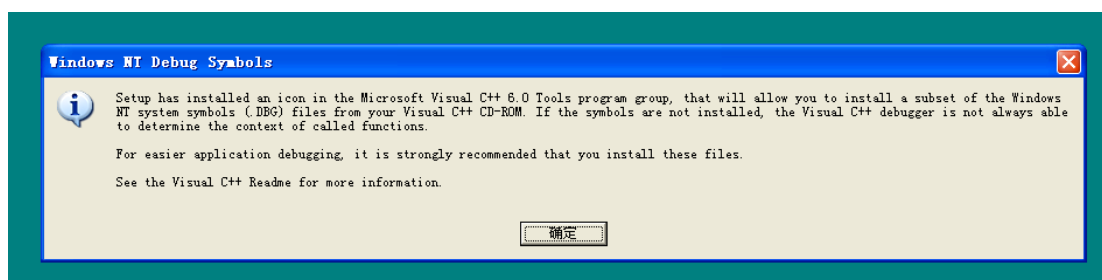 Windows NT Debug Symbols
Setup has installed an icon in the Microsoft Visual C++ 6.0 Tools program group, that will allow you to install a subset of the Windows
NT system symbols (.DBG) files from your Visual C++ CD-ROM. If the symbols are not installed, the Visual C++ debugger is not always able
to determine the context of called functions.
For easier application debugging, it is strongly recommended that you install these files.
See the Visual C++ Readme for more information.
确定